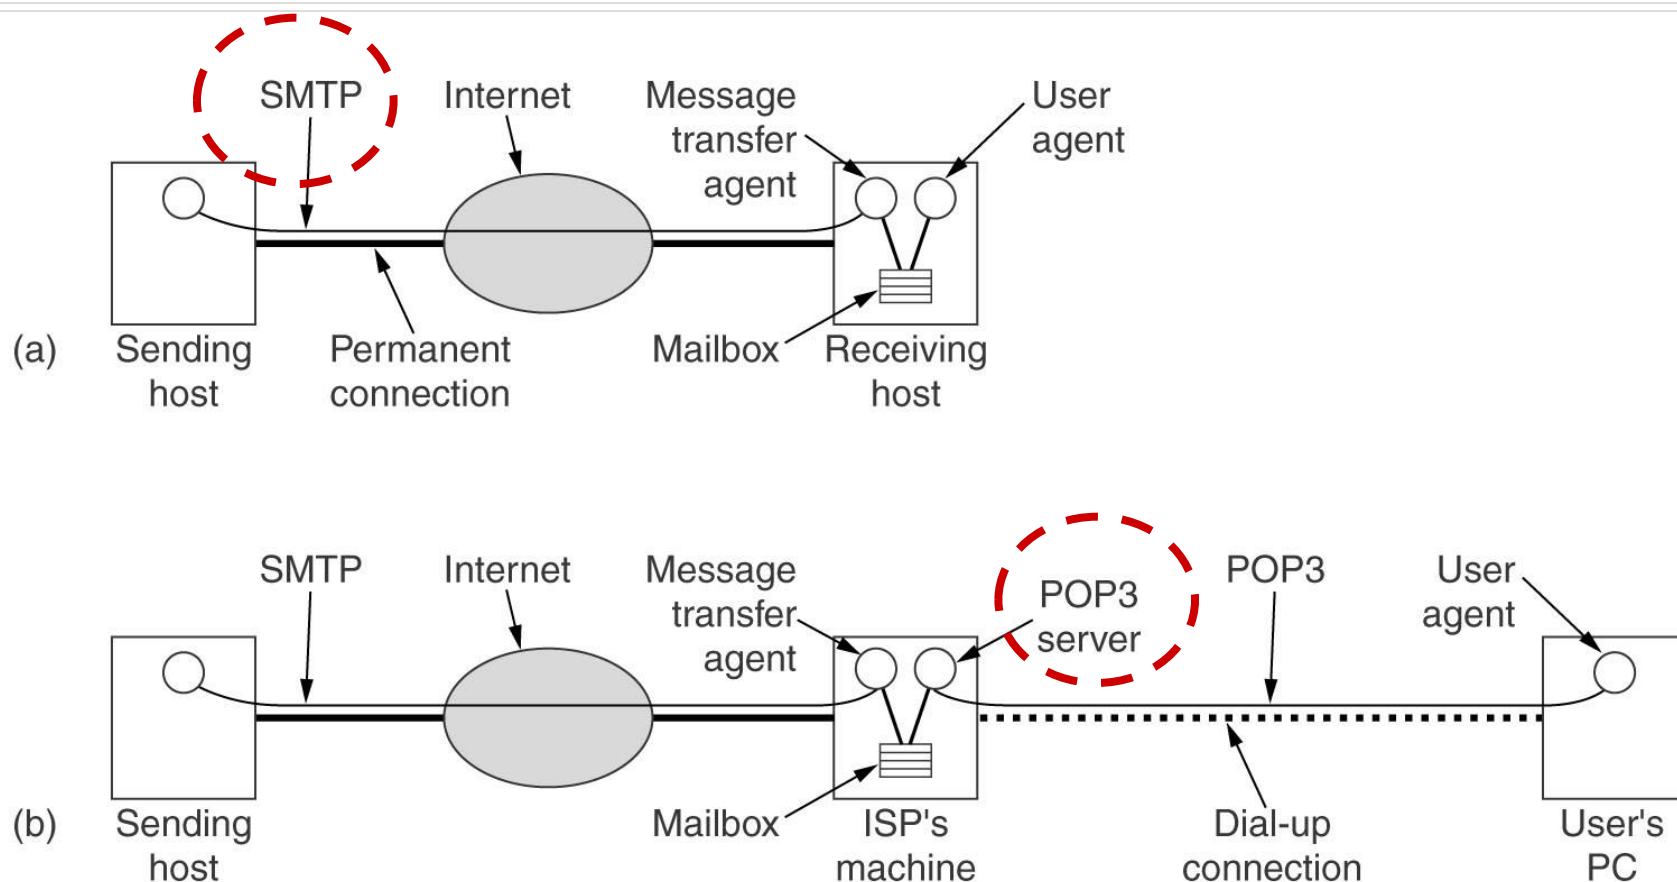 SMTP
Internet
Message
transfer
agent
User
agent
(a)
Sending
host
Permanent
connection
Mailbox
Receiving
host
SMTP
Internet
Message
transfer
agent
POP3
server
POP3
User
agent
(b)
Sending
host
Mailbox
ISP's
machine
Dial-up
connection
User's
PC